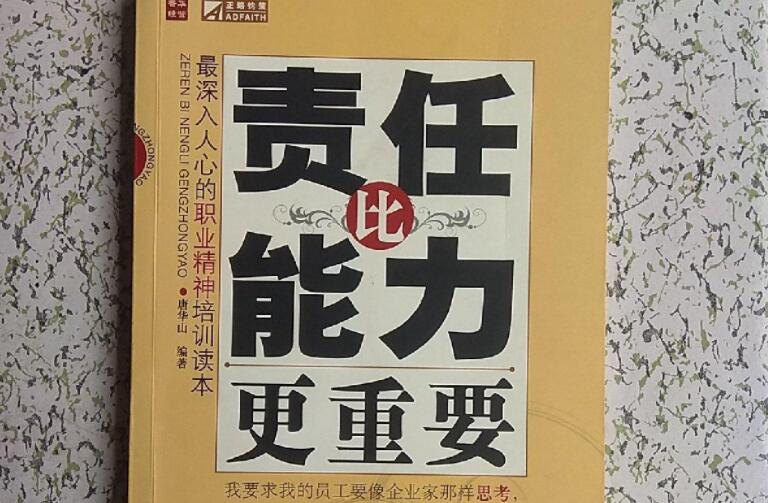 正略钧策
ADFAITH
最深入人心的职业精神培训读本
ZEREN BI NENGLI GENGZHONGYAO
唐华山 编著
责任
比
能力
更重要
我要求我的员工要像企业家那样思考，